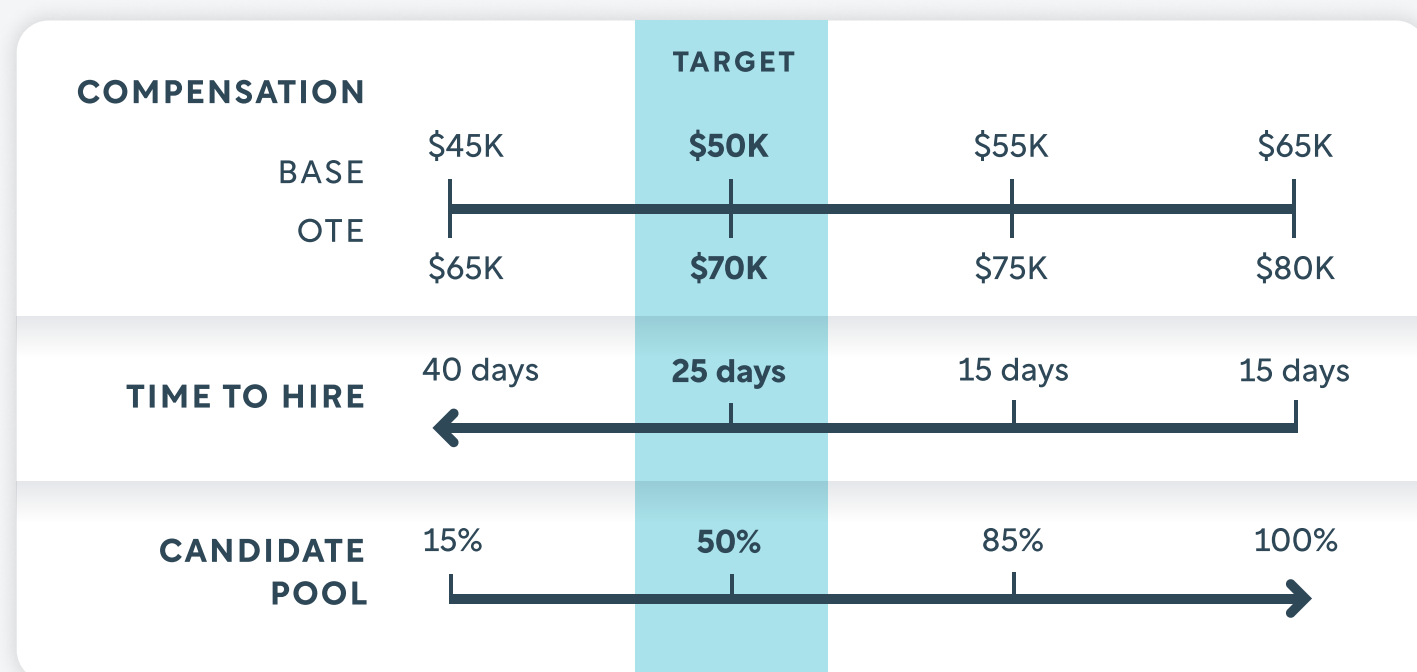 TARGET
COMPENSATION
$45K $50K $55K $65K
BASE
OTE
$65K $70K $75K $80K
40 days 25 days 15 days 15 days
TIME TO HIRE
15% 50% 85% 100%
CANDIDATE
POOL